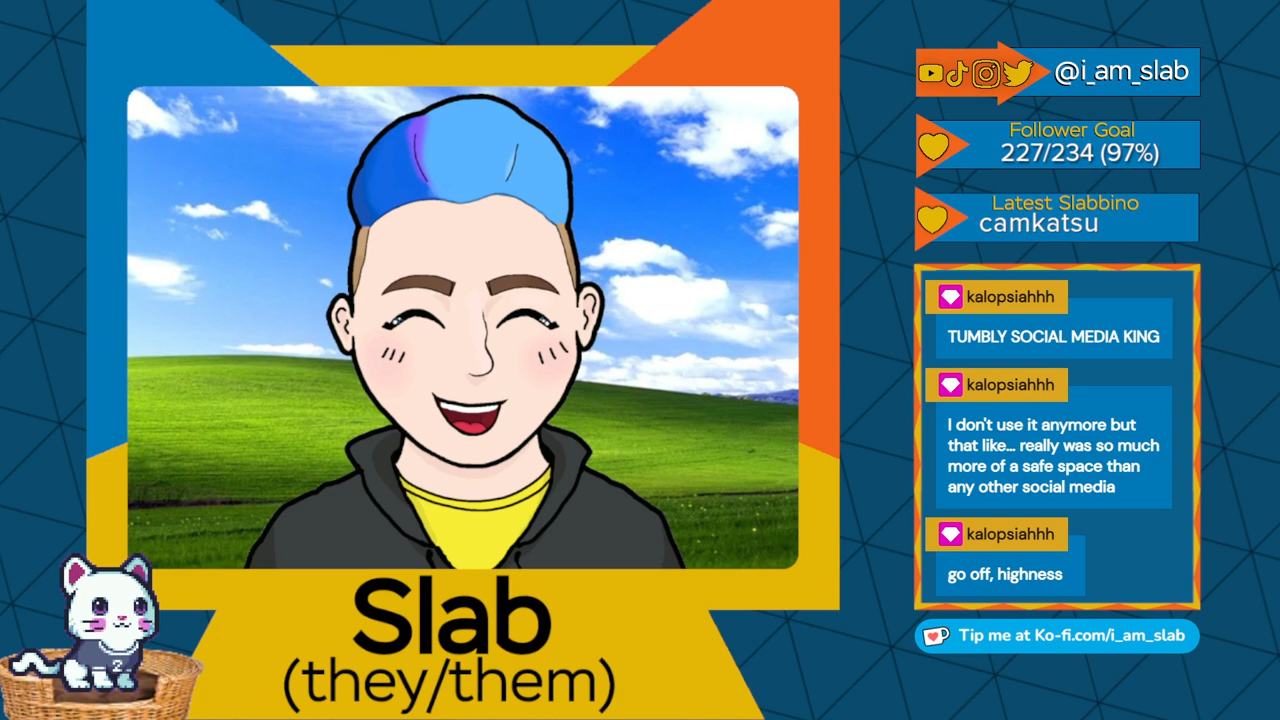 @i_am_slab
Follower Goal
227/234 (97%)
Latest Slabbino
camkatsu
kalopsiahhh
TUMBLY SOCIAL MEDIA KING
kalopsiahhh
I don't use it anymore but
that like... really was so much
more of a safe space than
any other social media
kalopsiahhh
go off, highness
Tip me at Ko-fi.com/i_am_slab
Slab
(they/them)
2